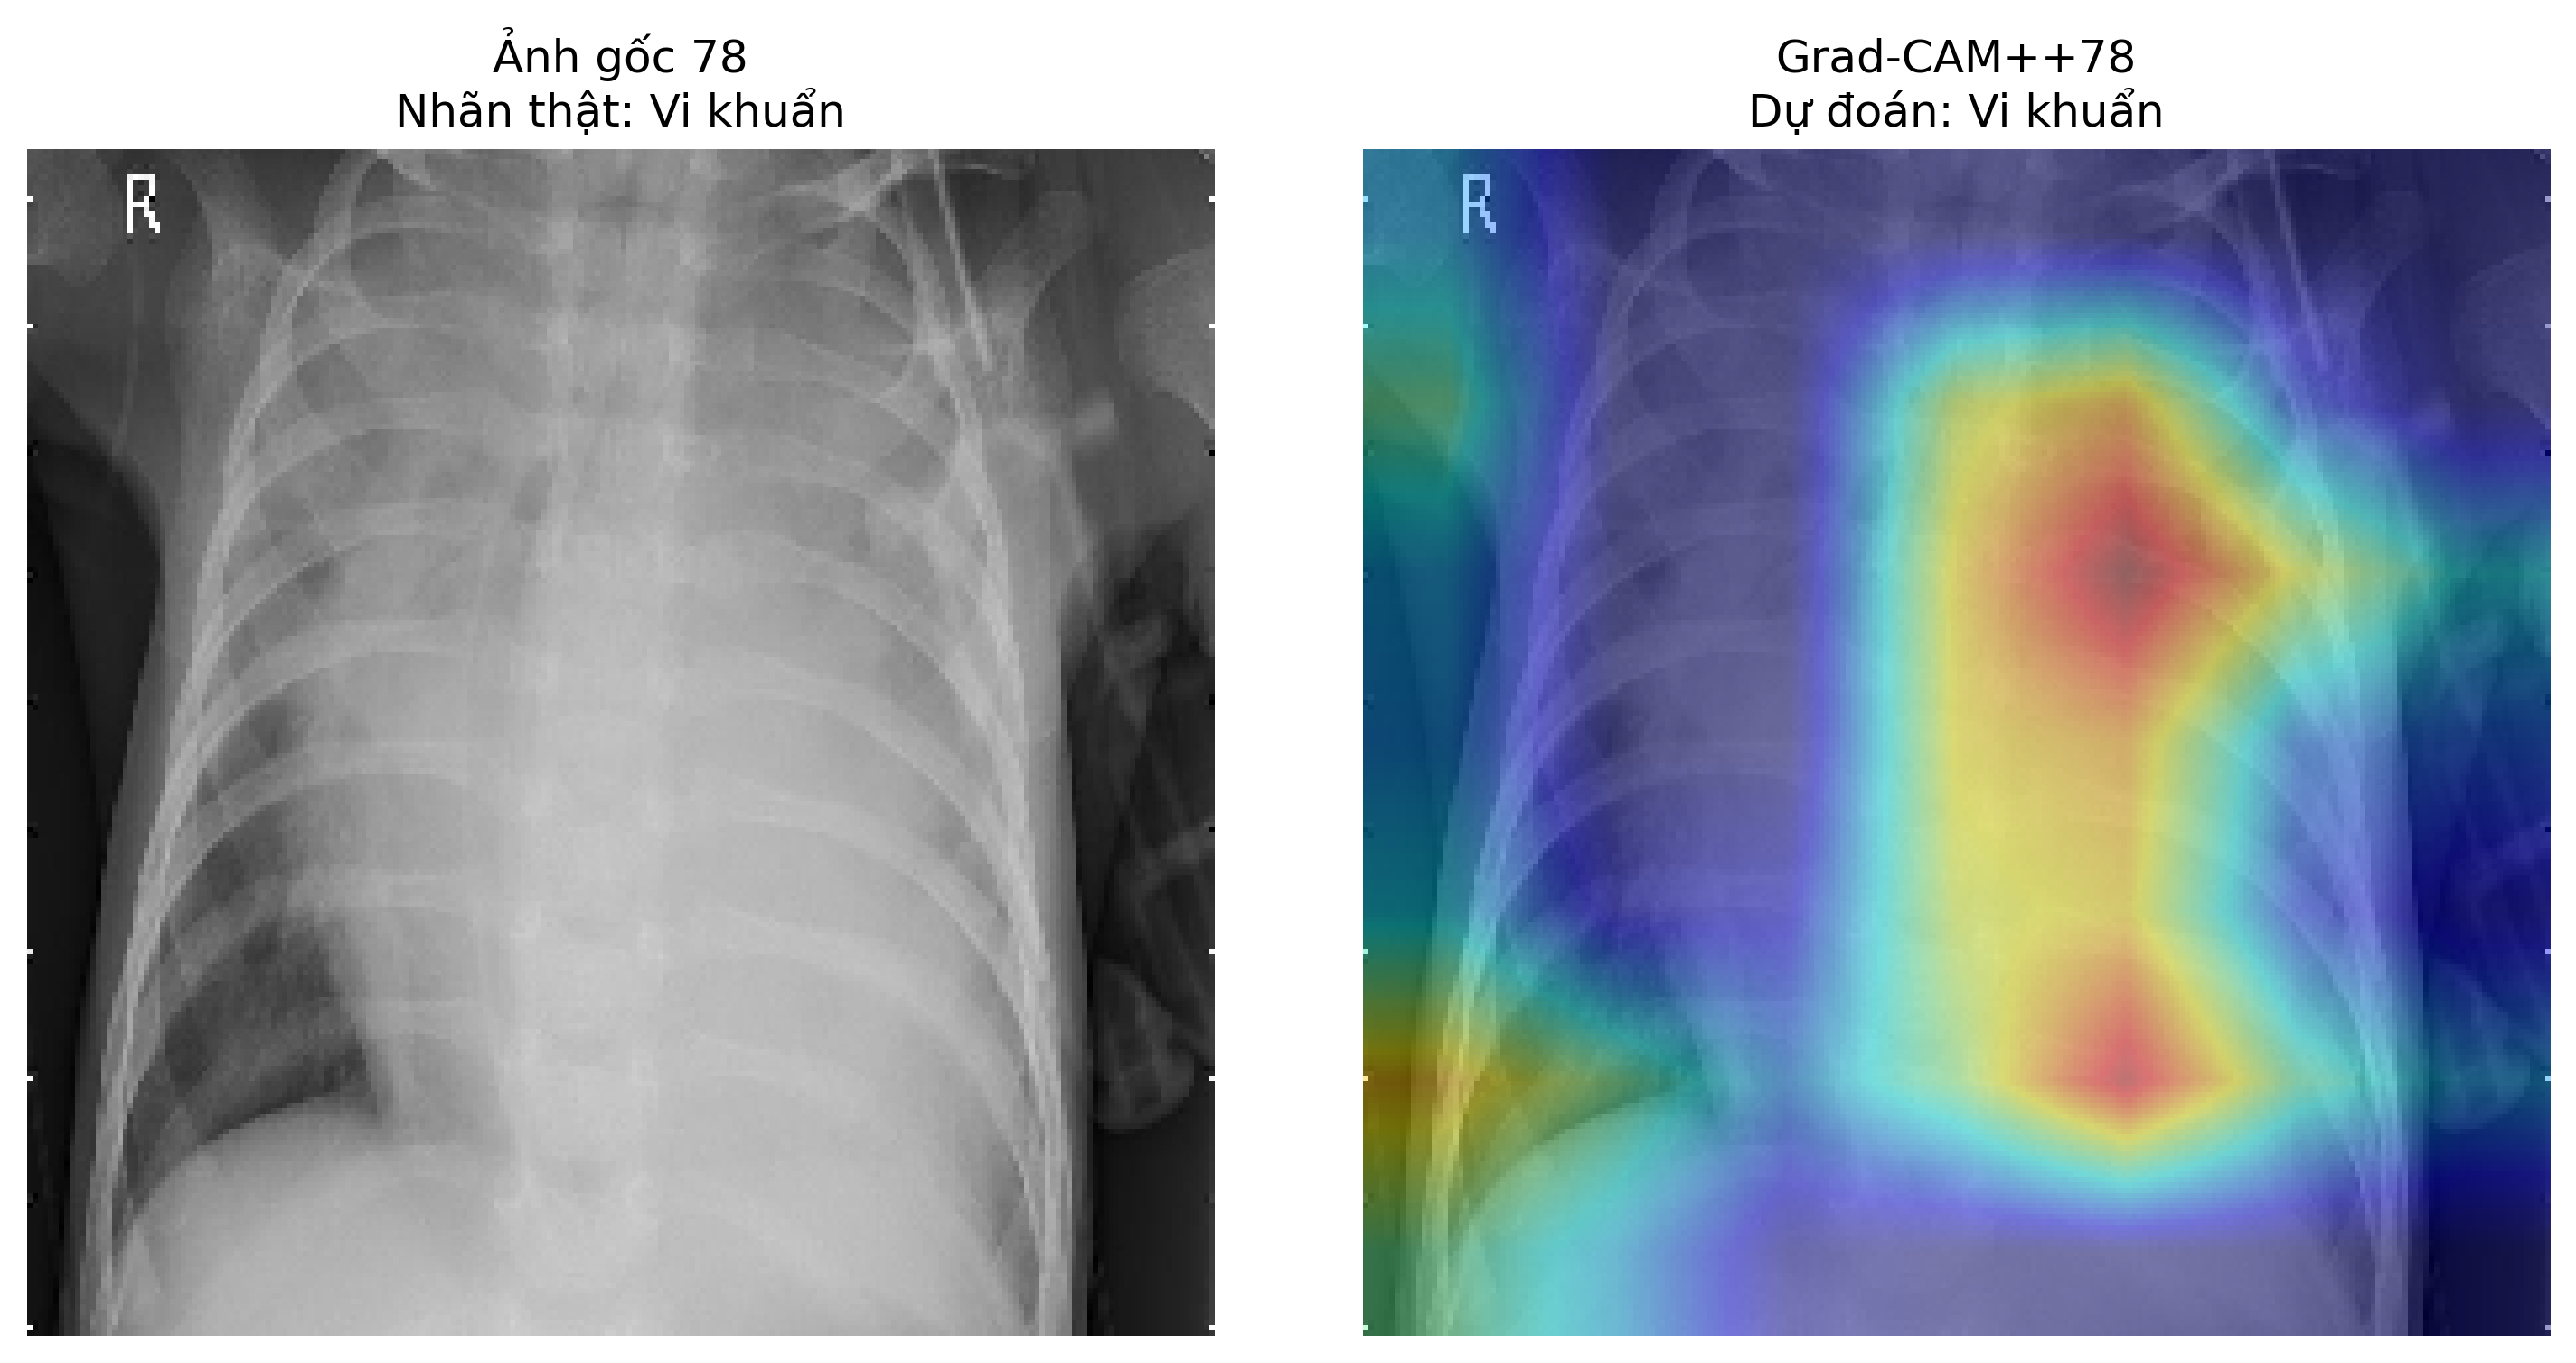 Ảnh gốc 78
Nhãn thật: Vi khuẩn
R
Grad-CAM++78
Dự đoán: Vi khuẩn
R